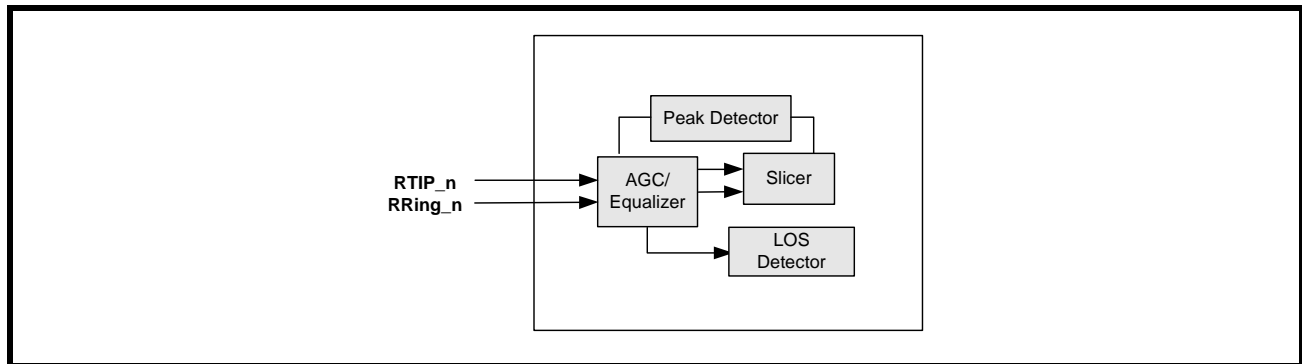 Peak Detector
RTIP_n
RRing_n
AGC/
Equalizer
Slicer
LOS
Detector